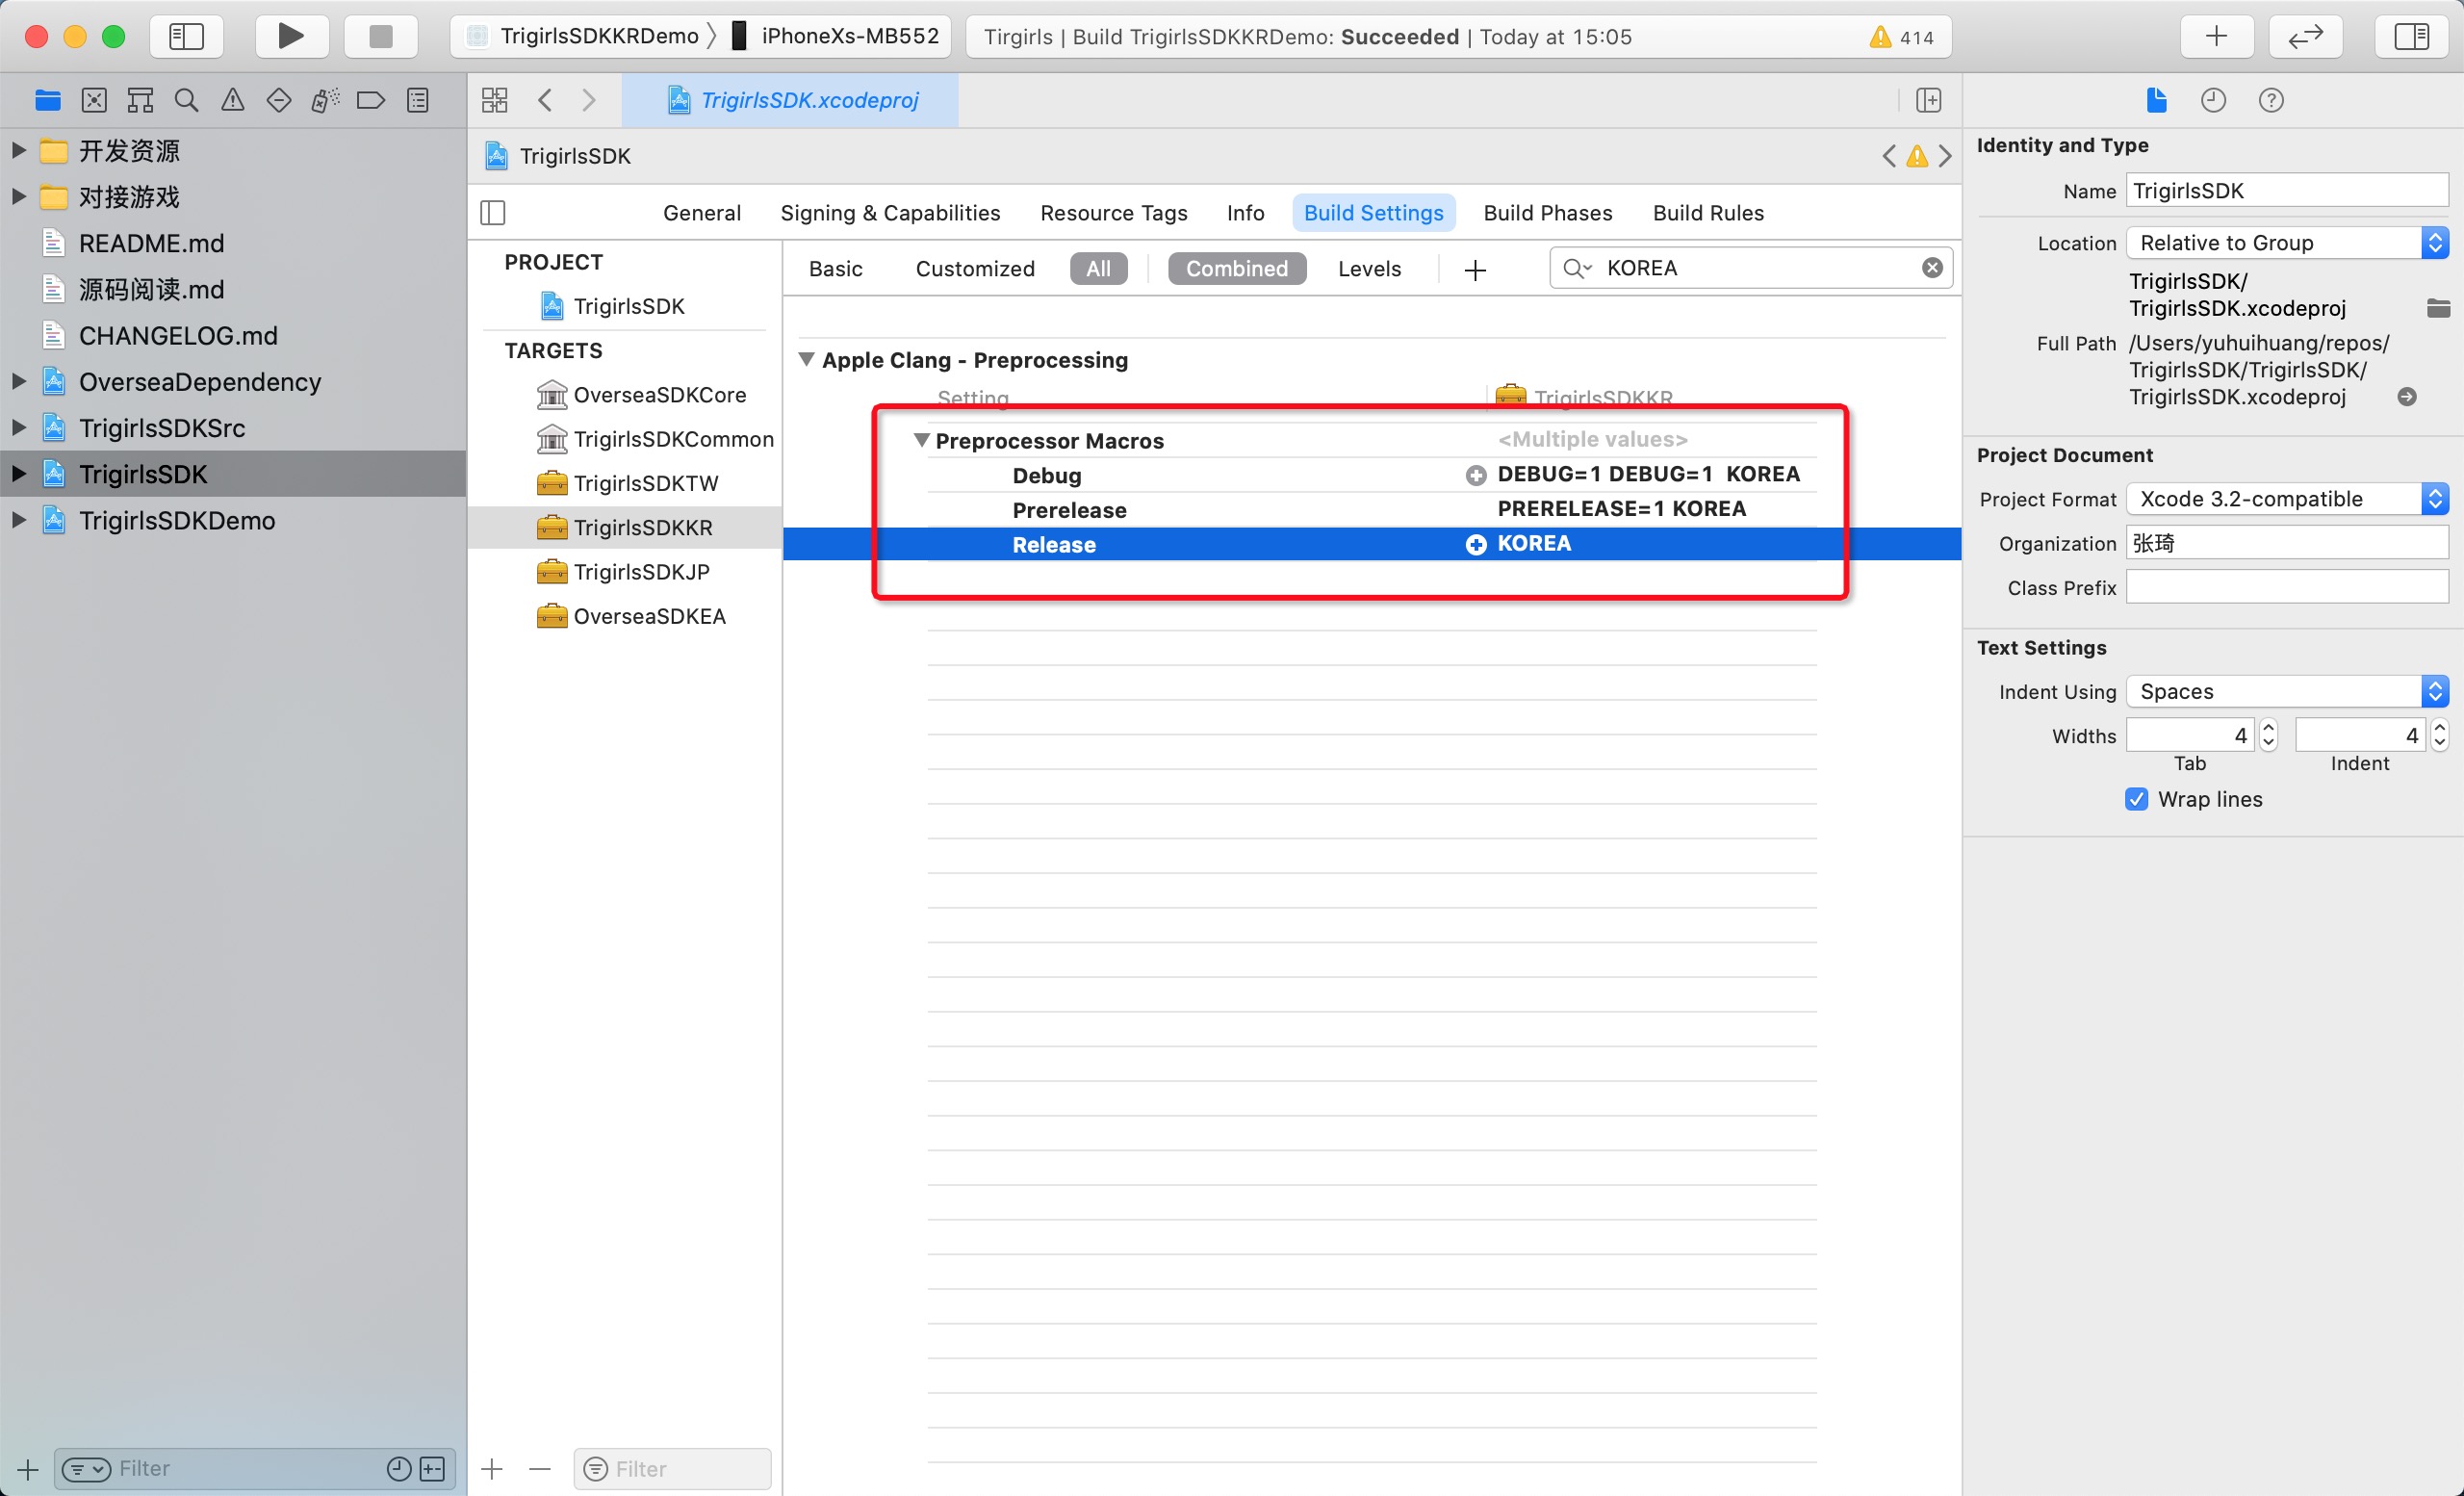 TrigirlsSDKKRDemo 〉 iPhoneXs-MB552
Tirgirls | Build TrigirlsSDKKRDemo: Succeeded | Today at 15:05
414
TrigirlsSDK.xcodeproj
开发资源
对接游戏
README.md
源码阅读.md
CHANGELOG.md
OverseaDependency
TrigirlsSDKSrc
TrigirlsSDK
TrigirlsSDKDemo
Filter
TrigirlsSDK
General Signing & Capabilities Resource Tags Info Build Settings Build Phases Build Rules
PROJECT
TrigirlsSDK
TARGETS
OverseaSDKCore
TrigirlsSDKCommon
TrigirlsSDKTW
TrigirlsSDKKR
TrigirlsSDKJP
OverseaSDKEA
Filter
Basic Customized All Combined Levels + KOREA
Apple Clang - Preprocessing
Setting TrigirlsSDKKR
Preprocessor Macros <Multiple values>
Debug DEBUG=1 DEBUG=1 KOREA
Prerelease PRERELEASE=1 KOREA
Release KOREA
Identity and Type
Name TrigirlsSDK
Location Relative to Group
TrigirlsSDK/
TrigirlsSDK.xcodeproj
Full Path /Users/yuhuihuang/repos/
TrigirlsSDK/TrigirlsSDK/
TrigirlsSDK.xcodeproj
Project Document
Project Format Xcode 3.2-compatible
Organization 张琦
Class Prefix
Text Settings
Indent Using Spaces
Widths 4 4
Tab Indent
Wrap lines